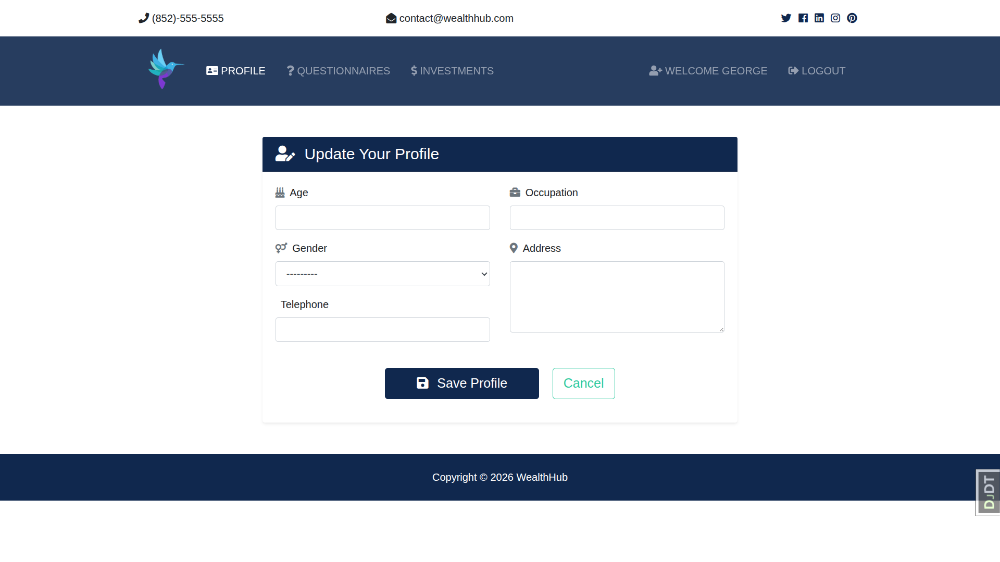 (852)-555-5555
contact@wealthhub.com
PROFILE
QUESTIONNAIRES
INVESTMENTS
WELCOME GEORGE
LOGOUT
Update Your Profile
Age
Occupation
Gender
Address
---------
Telephone
Save Profile
Cancel
Copyright © 2026 WealthHub
DJDT